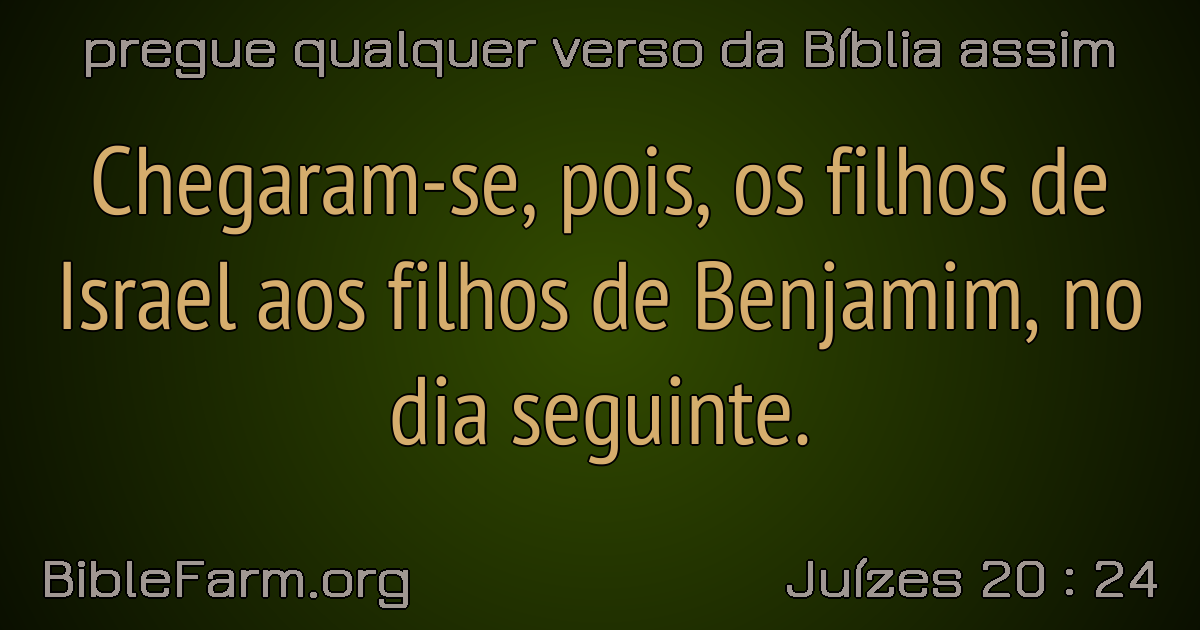 pregue qualquer verso da Bíblia assim
Chegaram-se, pois, os filhos de
Israel aos filhos de Benjamim, no
dia seguinte.
BibleFarm.org
Juízes 20 : 24